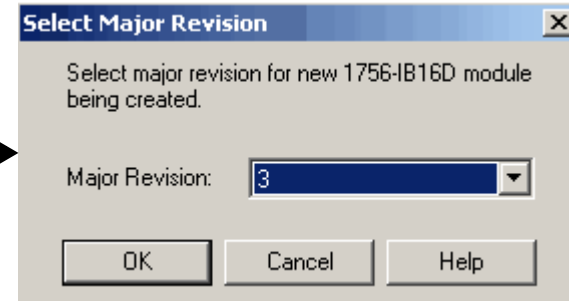 Select Major Revision
Select major revision for new 1756-IB16D module
being created.
Major Revision: 3
OK Cancel Help